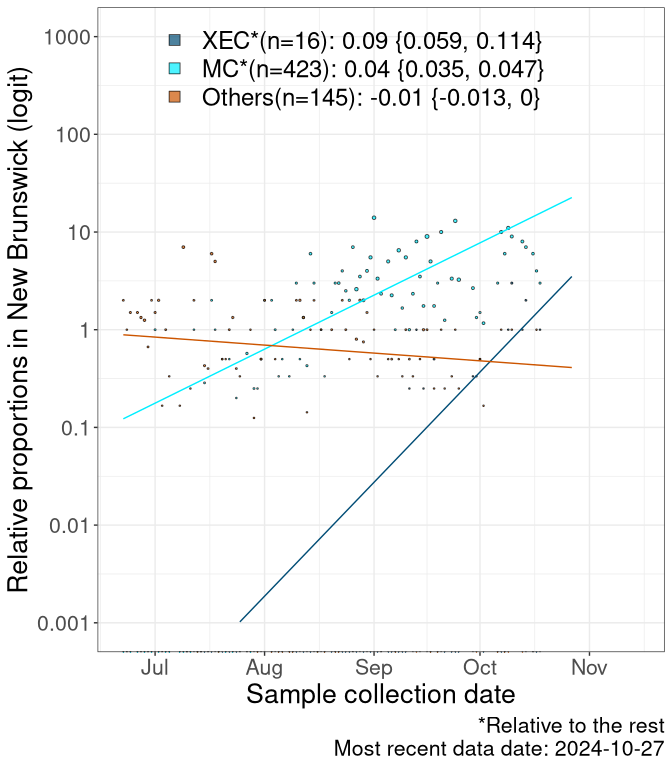 XEC*(n=16): 0.09 {0.059, 0.114}
MC*(n=423): 0.04 {0.035, 0.047}
Others(n=145): -0.01 {-0.013, 0}
Relative proportions in New Brunswick (logit)
1000
100
10
1
0.1
0.01
0.001
Jul Aug Sep Oct Nov
Sample collection date
*Relative to the rest
Most recent data date: 2024-10-27